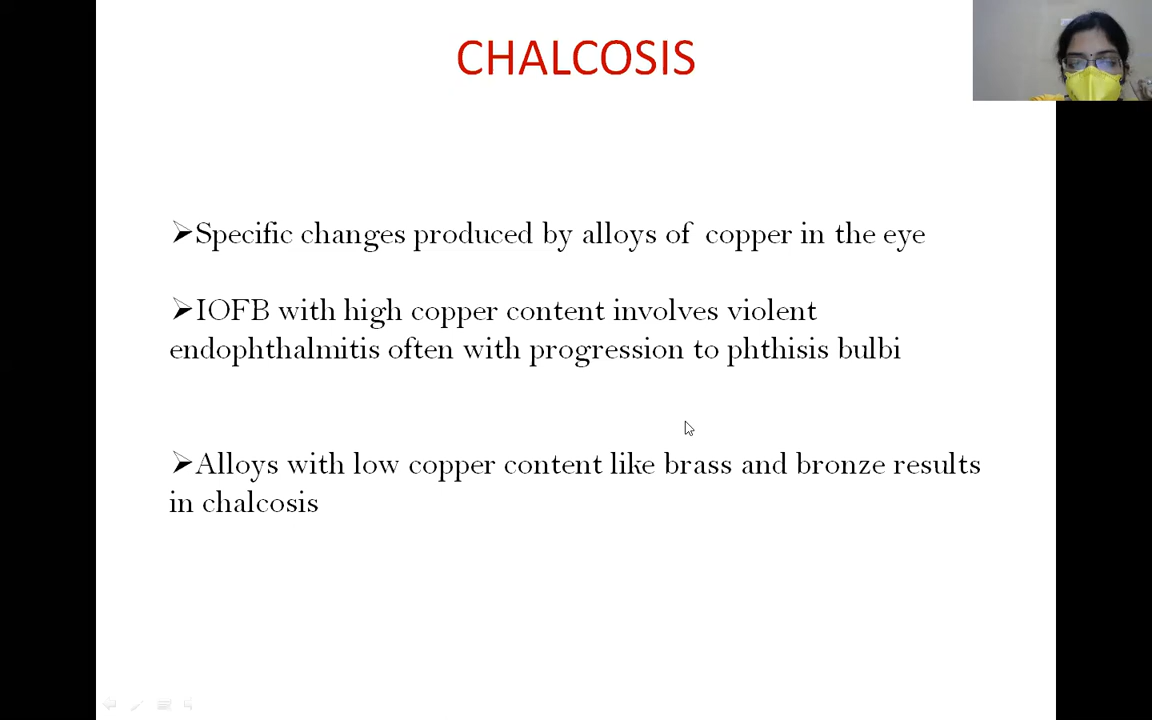 CHALCOSIS
➢Specific changes produced by alloys of copper in the eye
➢IOFB with high copper content involves violent
endophthalmitis often with progression to phthisis bulbi
➢Alloys with low copper content like brass and bronze results
in chalcosis